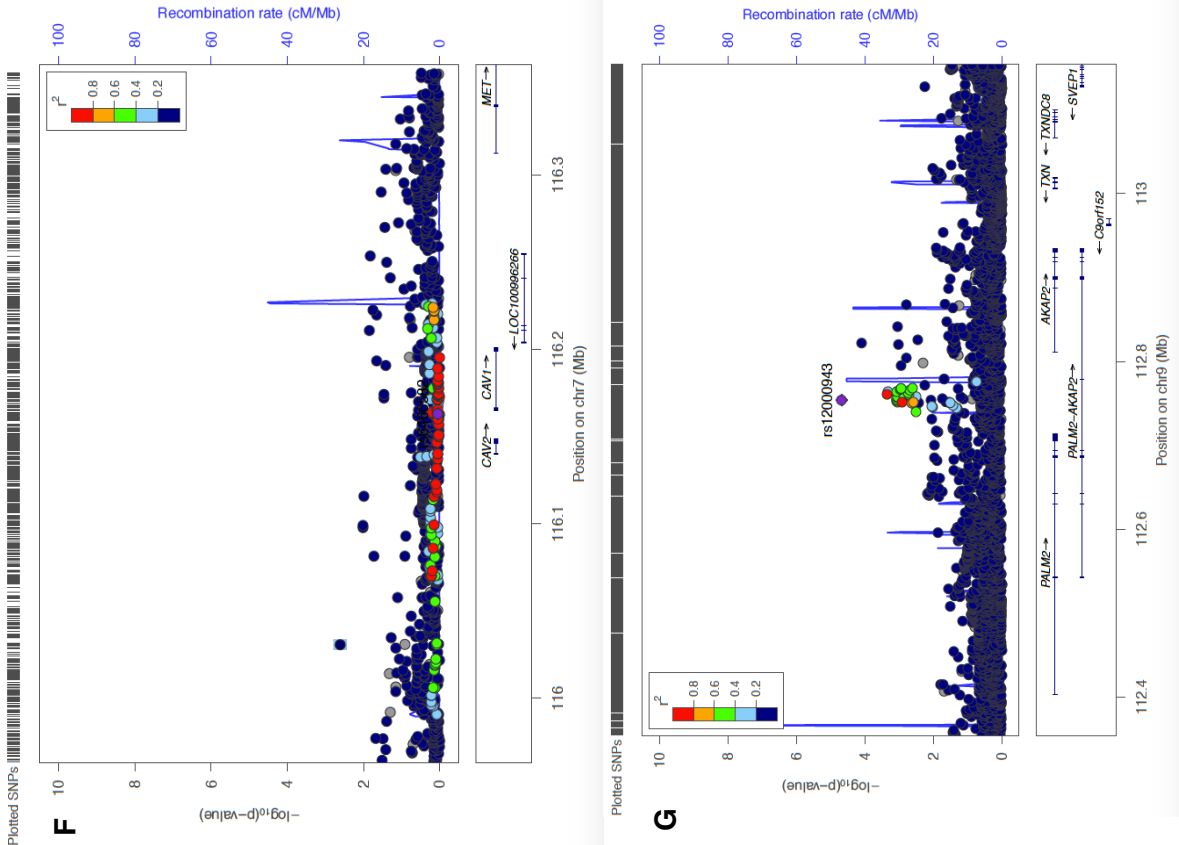 F
Plotted SNPs
Recombination rate (cM/Mb)
100
80
60
40
20
0
r²
0.8
0.6
0.4
0.2
10
8
6
4
2
0
−log₁₀(p-value)
CAV2→
CAV1→
←LOC100996266
MET→
116
116.1
116.2
116.3
Position on chr7 (Mb)
G
Plotted SNPs
Recombination rate (cM/Mb)
100
80
60
40
20
0
r²
0.8
0.6
0.4
0.2
rs12000943
10
8
6
4
2
0
−log₁₀(p-value)
PALM2→
AKAP2→
←TXN
←TXNDC8
PALM2−AKAP2→
←SVEP1
←C9orf152
112.4
112.6
112.8
113
Position on chr9 (Mb)